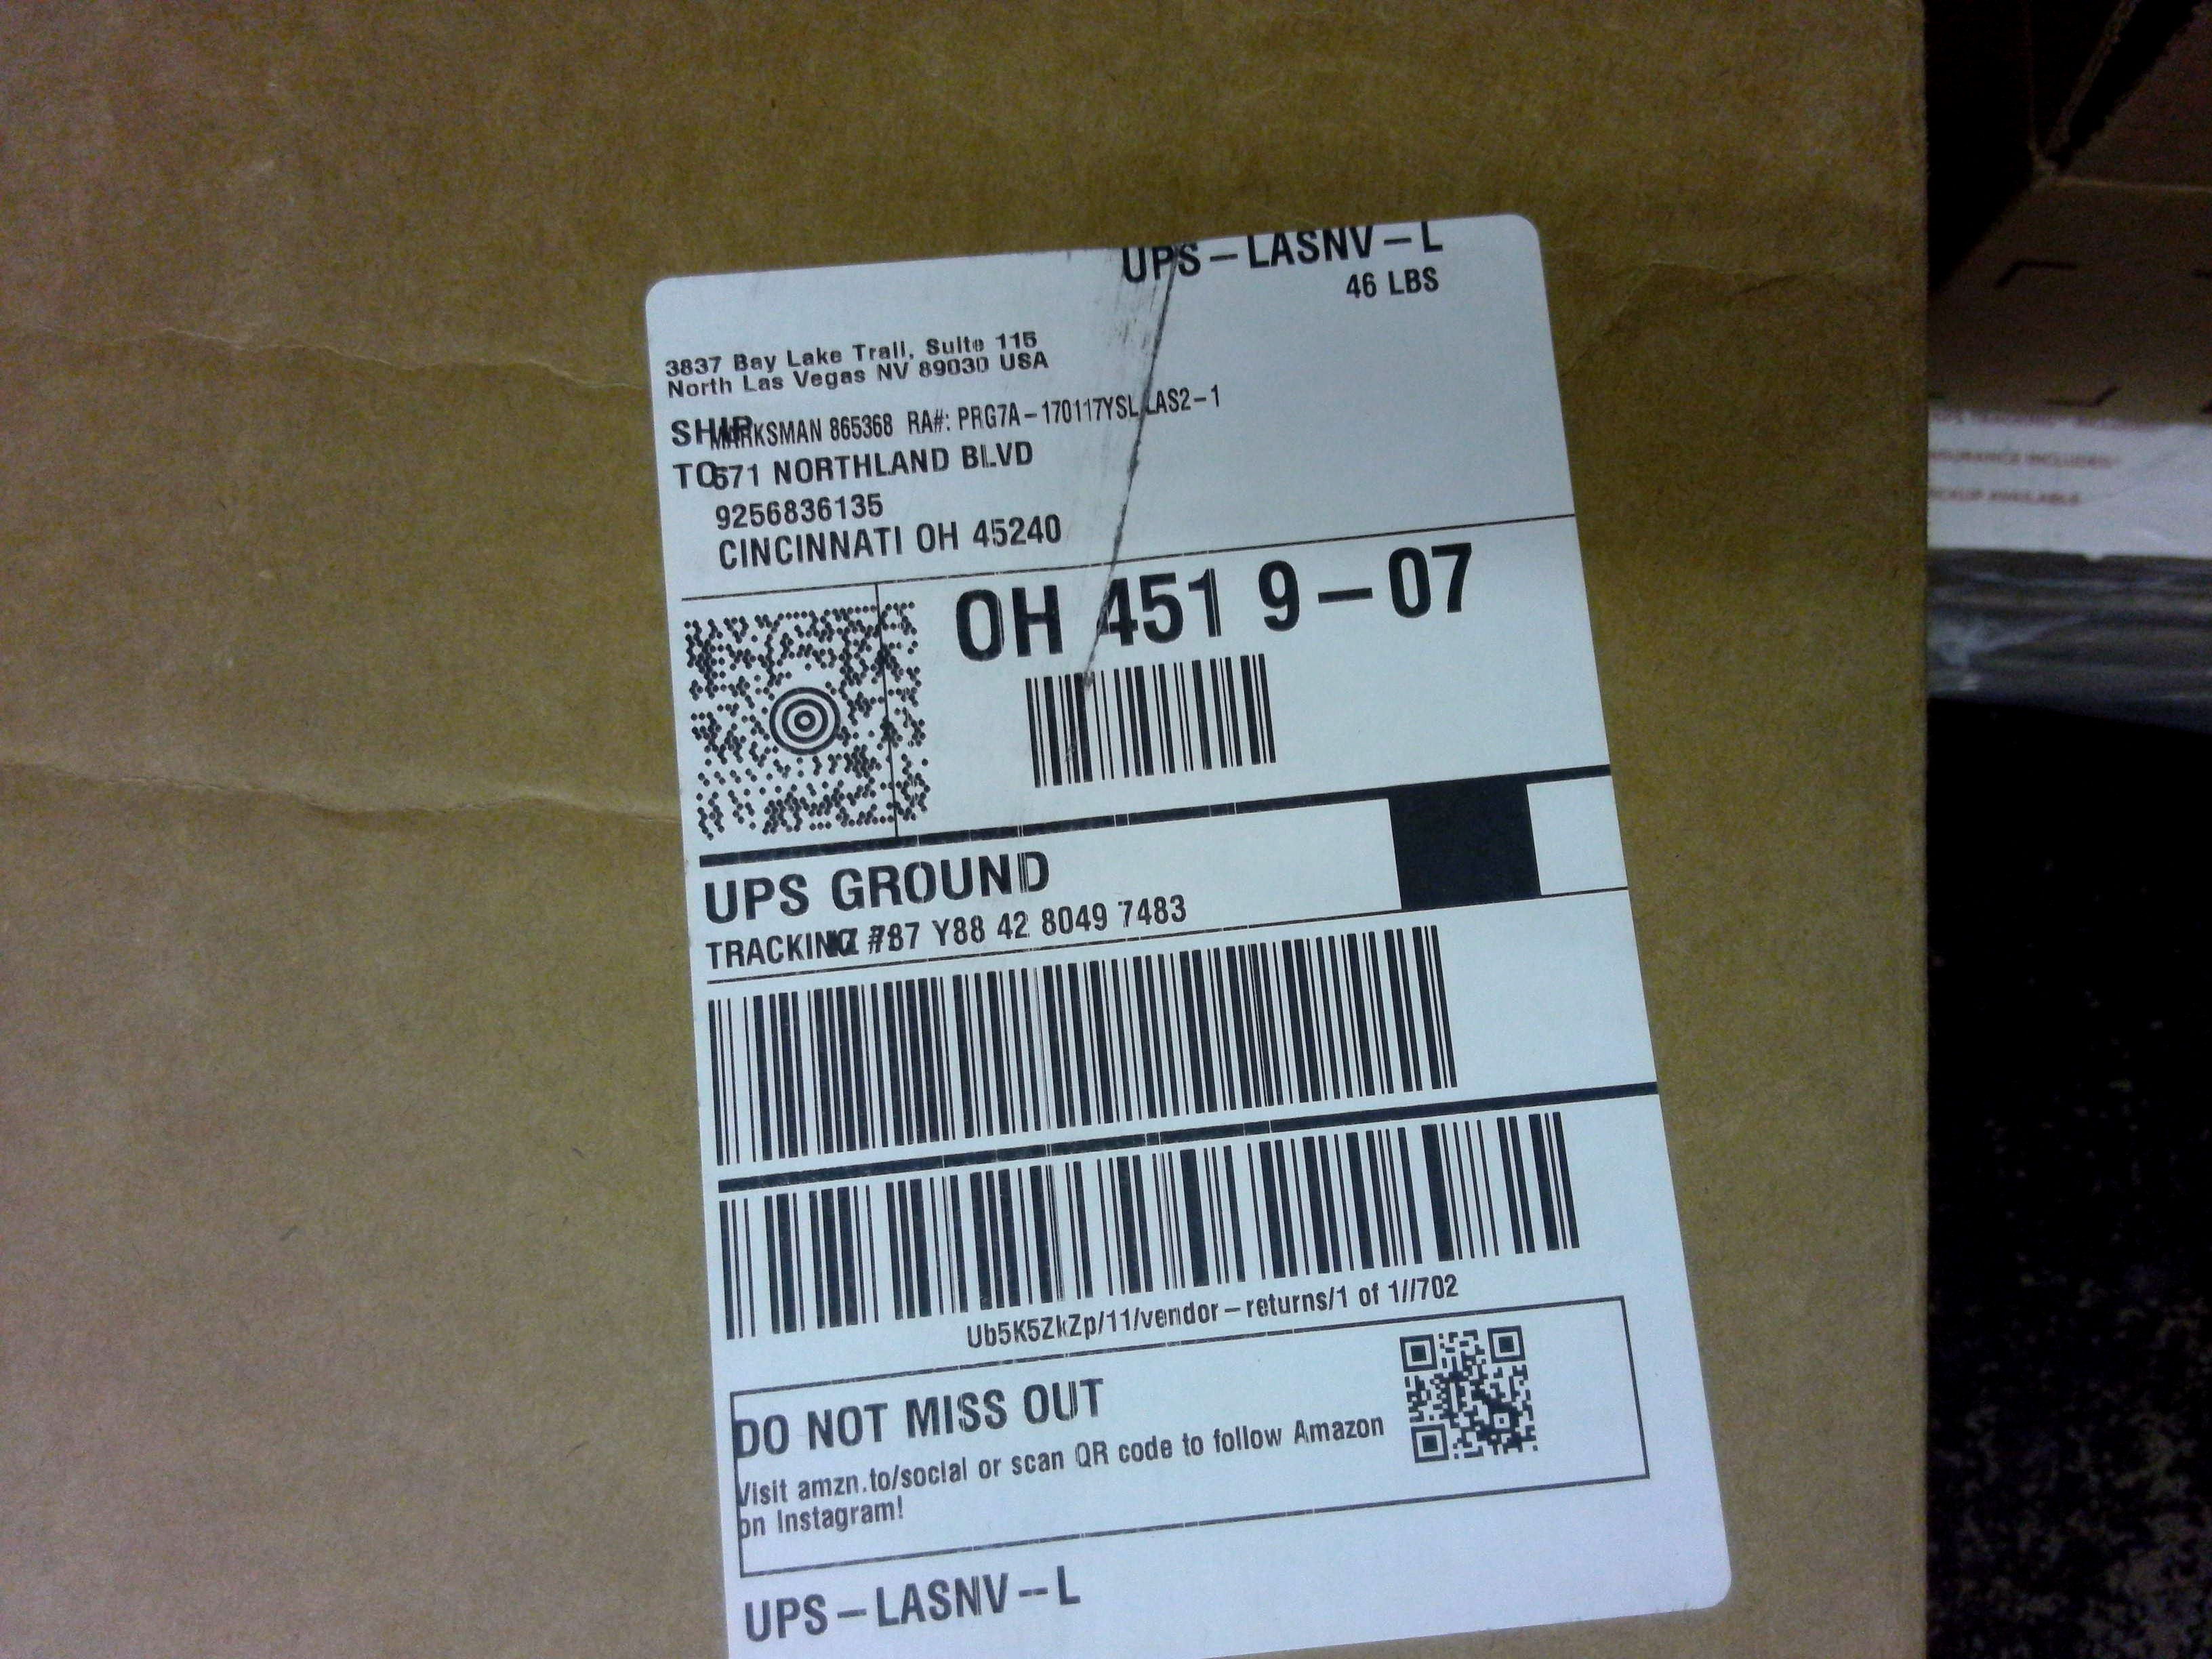 UPS-LASNV-L
46 LBS
3837 Bay Lake Trail, Suite 115
North Las Vegas NV 89030 USA
SHIP MARKSMAN 865368 RA#: PRG7A-170117YSL LAS2-1
TO 671 NORTHLAND BLVD
9256836135
CINCINNATI OH 45240
OH 451 9-07
UPS GROUND
TRACKING #: 87 Y88 42 8049 7483
Ub5K5ZkZp/11/vendor-returns/1 of 1//702
DO NOT MISS OUT
Visit amzn.to/social or scan QR code to follow Amazon
on Instagram!
UPS-LASNV-L